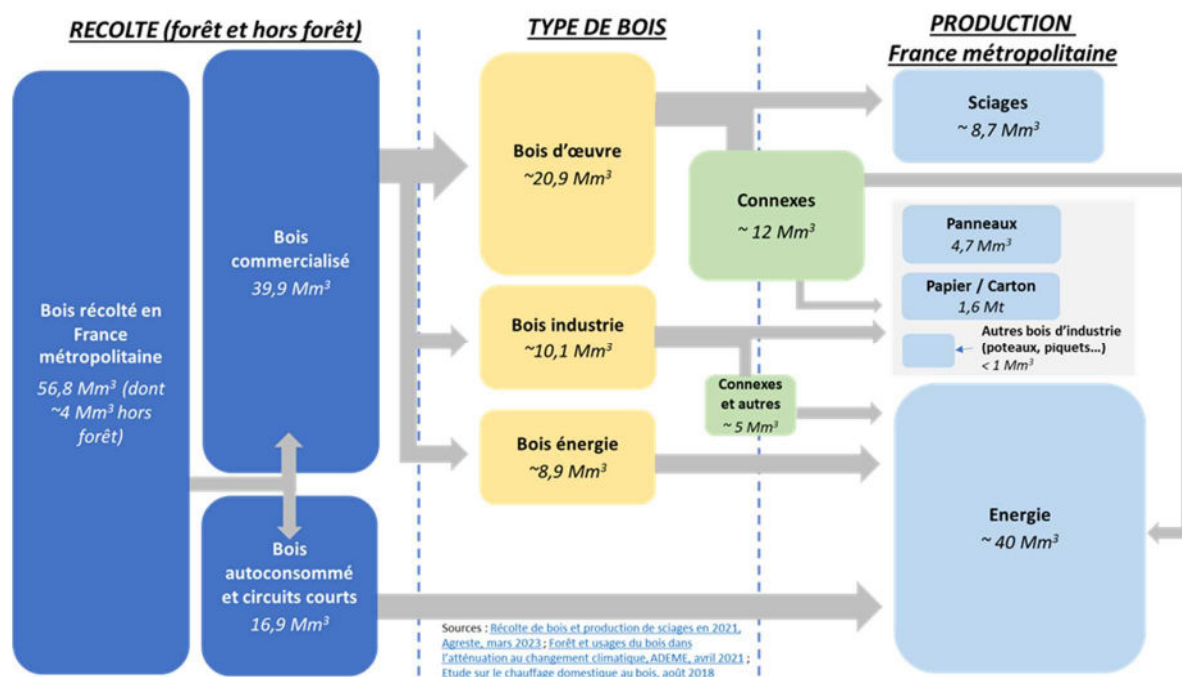 RECOLTE (forêt et hors forêt)
TYPE DE BOIS
PRODUCTION
France métropolitaine
Bois récolté en
France
métropolitaine
56,8 Mm³ (dont
~4 Mm³ hors
forêt)
Bois
commercialisé
39,9 Mm³
Bois
autoconsommé
et circuits courts
16,9 Mm³
Bois d’œuvre
~20,9 Mm³
Bois industrie
~10,1 Mm³
Bois énergie
~8,9 Mm³
Connexes
~ 12 Mm³
Connexes
et autres
~ 5 Mm³
Sciages
~ 8,7 Mm³
Panneaux
4,7 Mm³
Papier / Carton
1,6 Mt
Autres bois d’industrie
(poteaux, piquets…)
< 1 Mm³
Energie
~ 40 Mm³
Sources : Récolte de bois et production de sciages en 2021,
Agreste, mars 2023 ; Forêt et usages du bois dans
l’atténuation au changement climatique, ADEME, avril 2021 ;
Etude sur le chauffage domestique au bois, août 2018